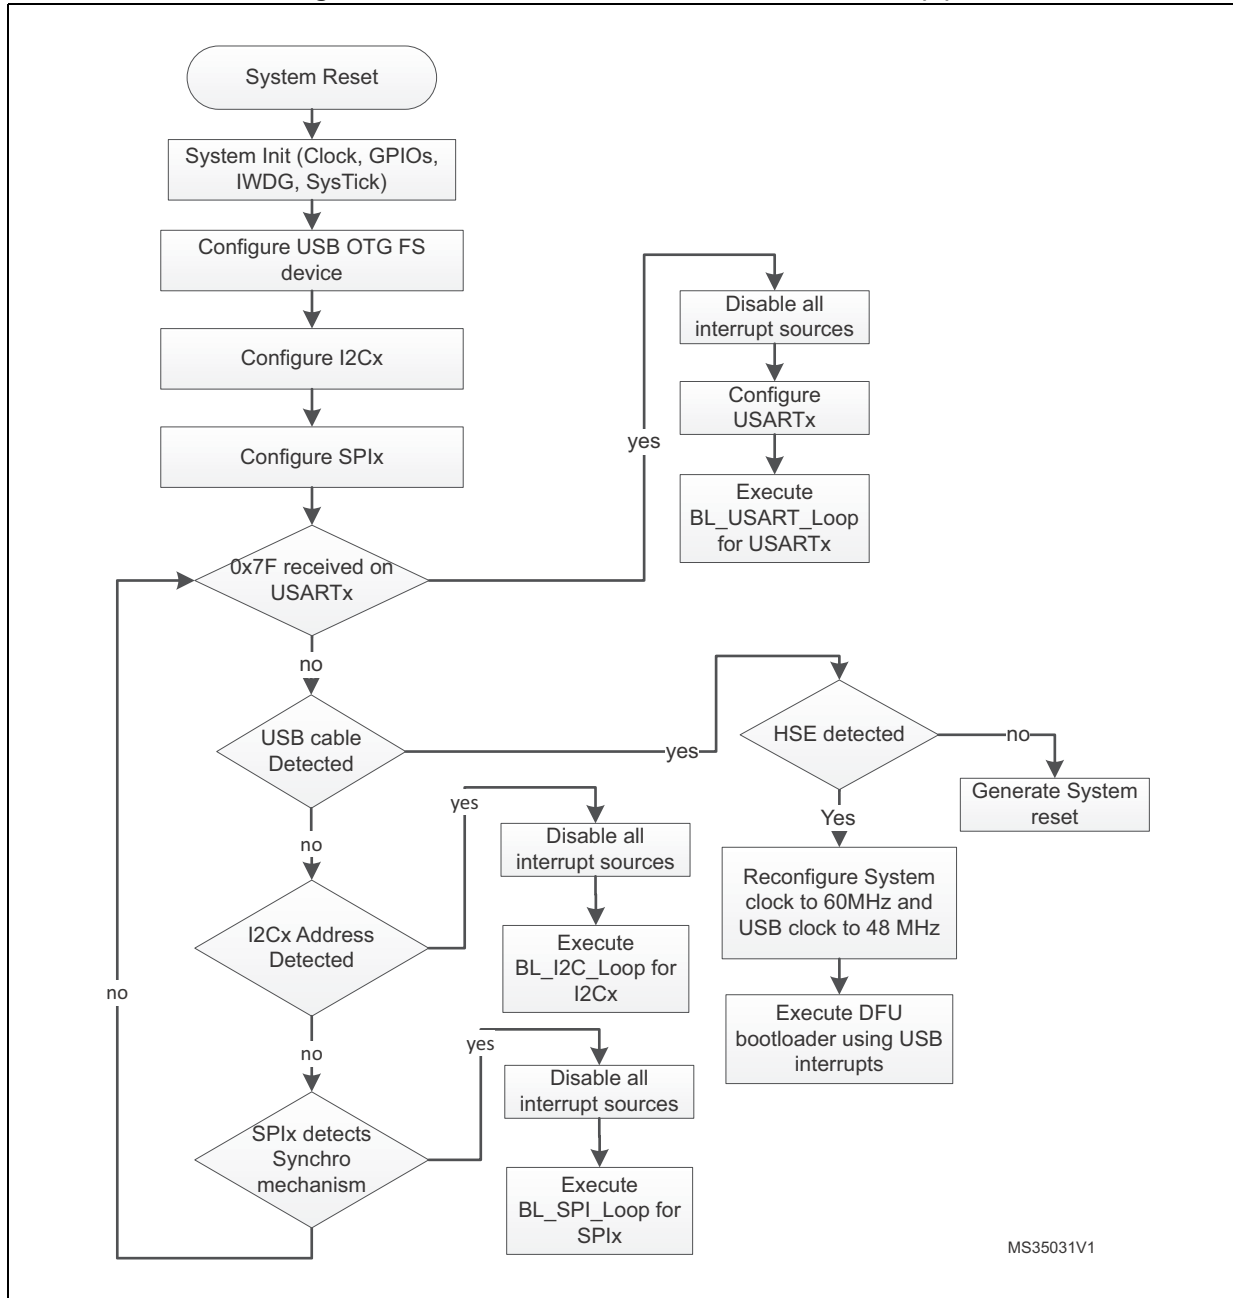 System Reset
System Init (Clock, GPIOs,
IWDG, SysTick)
Configure USB OTG FS
device
Configure I2Cx
Configure SPIx
0x7F received on
USARTx
yes
Disable all
interrupt sources
Configure
USARTx
Execute
BL_USART_Loop
for USARTx
no
USB cable
Detected
yes
HSE detected
no
Generate System
reset
Yes
Reconfigure System
clock to 60MHz and
USB clock to 48 MHz
Execute DFU
bootloader using USB
interrupts
no
I2Cx Address
Detected
yes
Disable all
interrupt sources
Execute
BL_I2C_Loop for
I2Cx
no
SPIx detects
Synchro
mechanism
yes
Disable all
interrupt sources
Execute
BL_SPI_Loop for
SPIx
no
MS35031V1